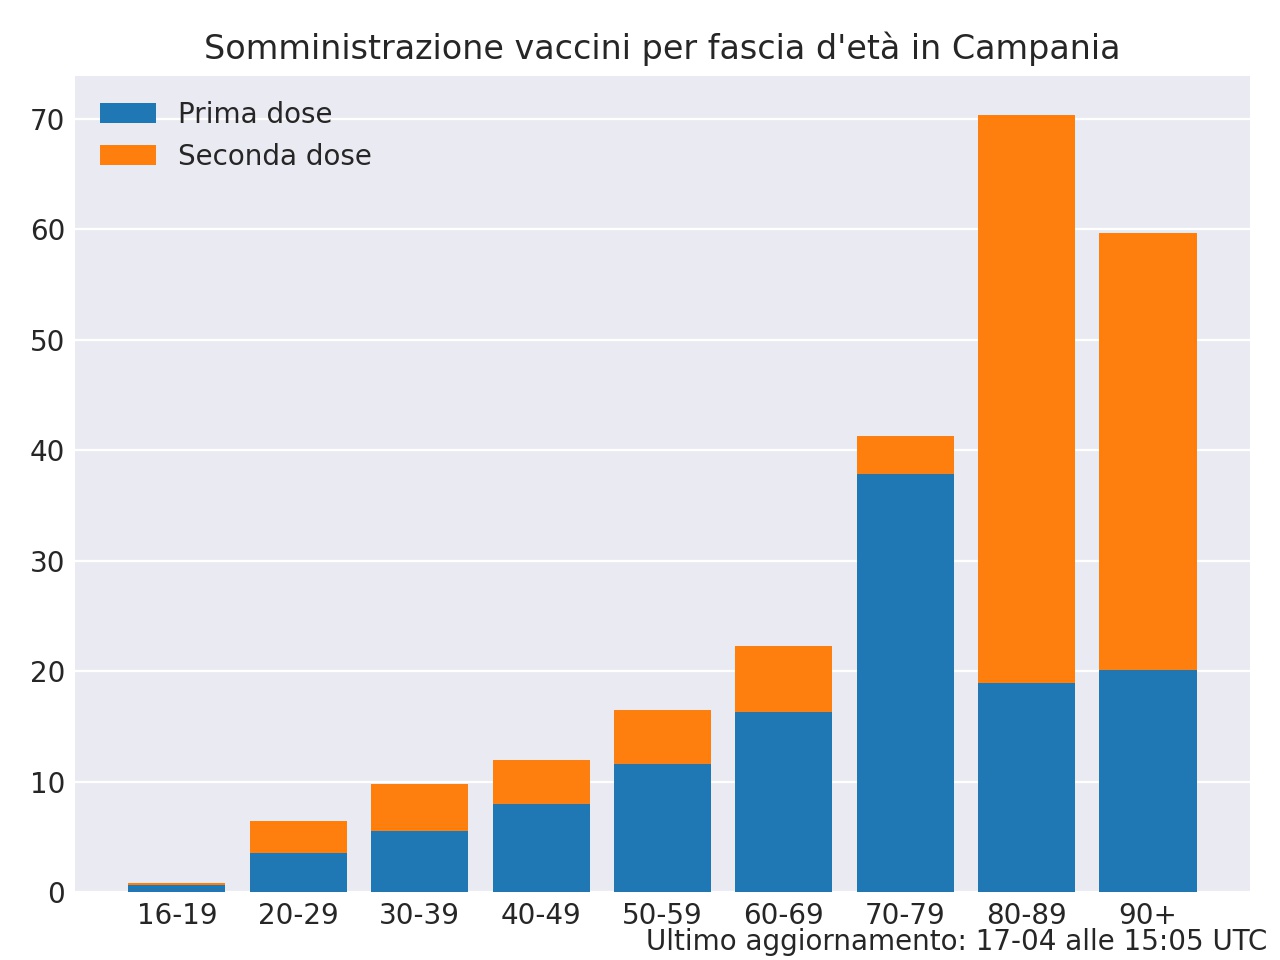 Somministrazione vaccini per fascia d'età in Campania
Prima dose
Seconda dose
70
60
50
40
30
20
10
0
16-19 20-29 30-39 40-49 50-59 60-69 70-79 80-89 90+
Ultimo aggiornamento: 17-04 alle 15:05 UTC